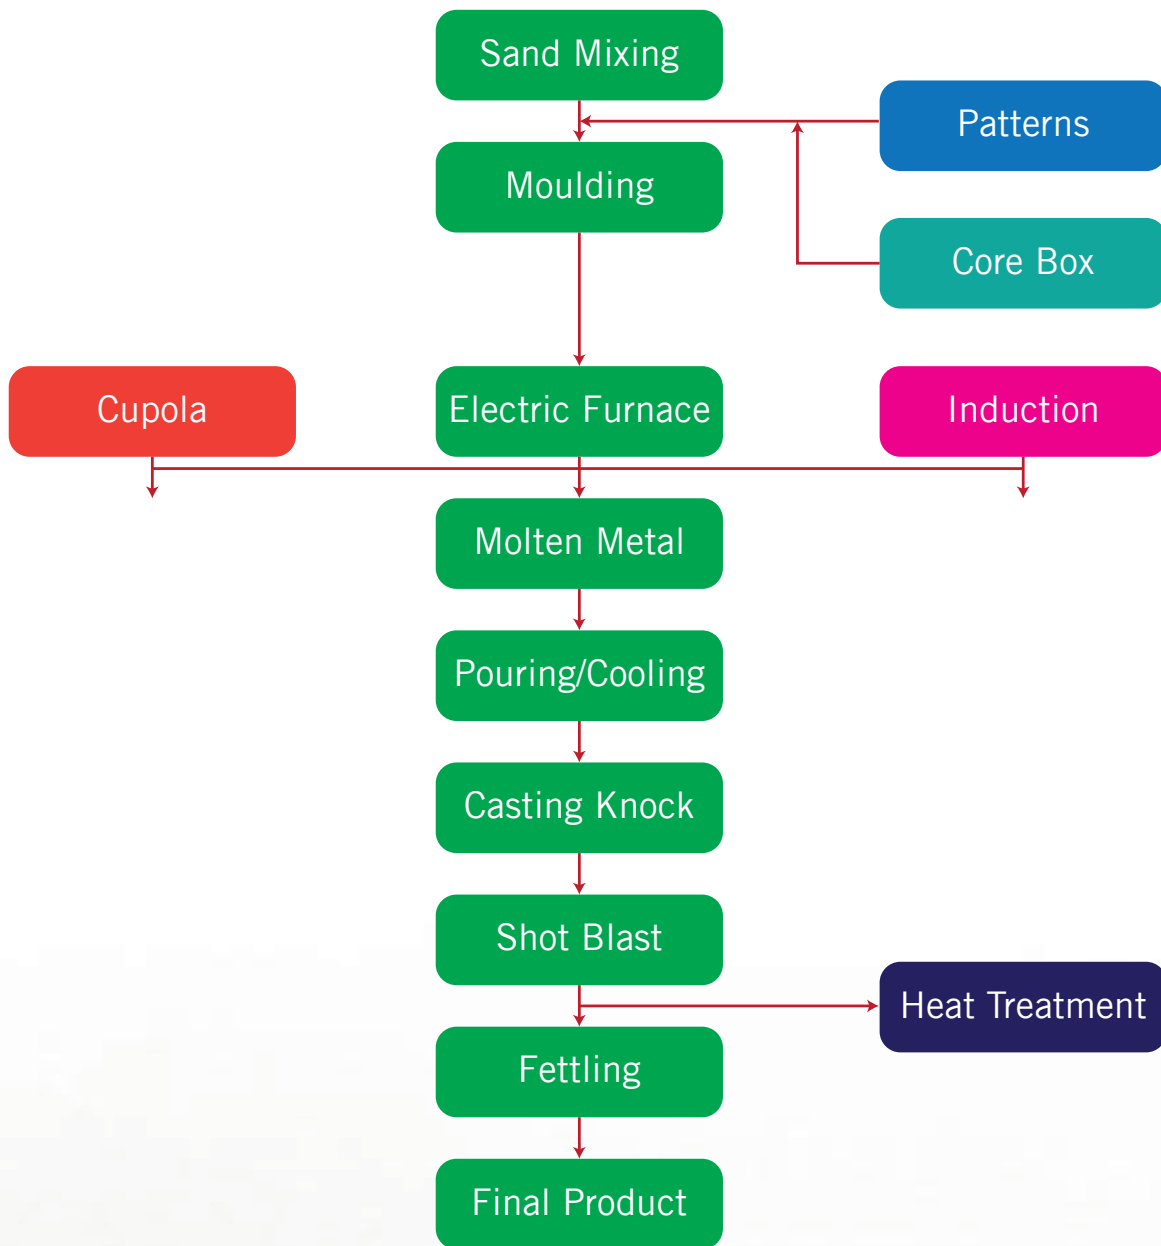 Sand Mixing
Patterns
Moulding
Core Box
Cupola
Electric Furnace
Induction
Molten Metal
Pouring/Cooling
Casting Knock
Shot Blast
Heat Treatment
Fettling
Final Product